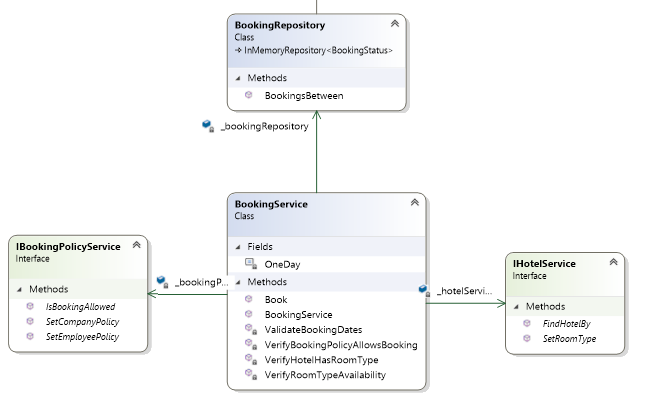 BookingRepository
Class
InMemoryRepository<BookingStatus>
Methods
BookingsBetween
_bookingRepository
BookingService
Class
Fields
OneDay
Methods
Book
BookingService
ValidateBookingDates
VerifyBookingPolicyAllowsBooking
VerifyHotelHasRoomType
VerifyRoomTypeAvailability
IBookingPolicyService
Interface
Methods
IsBookingAllowed
SetCompanyPolicy
SetEmployeePolicy
_bookingP...
_hotelServi...
IHotelService
Interface
Methods
FindHotelBy
SetRoomType